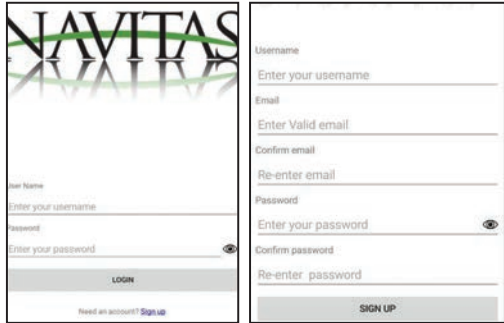 NAVITAS
User Name
Enter your username
Password
Enter your password
LOGIN
Need an account? Sign up
Username
Enter your username
Email
Enter Valid email
Confirm email
Re-enter email
Password
Enter your password
Confirm password
Re-enter password
SIGN UP